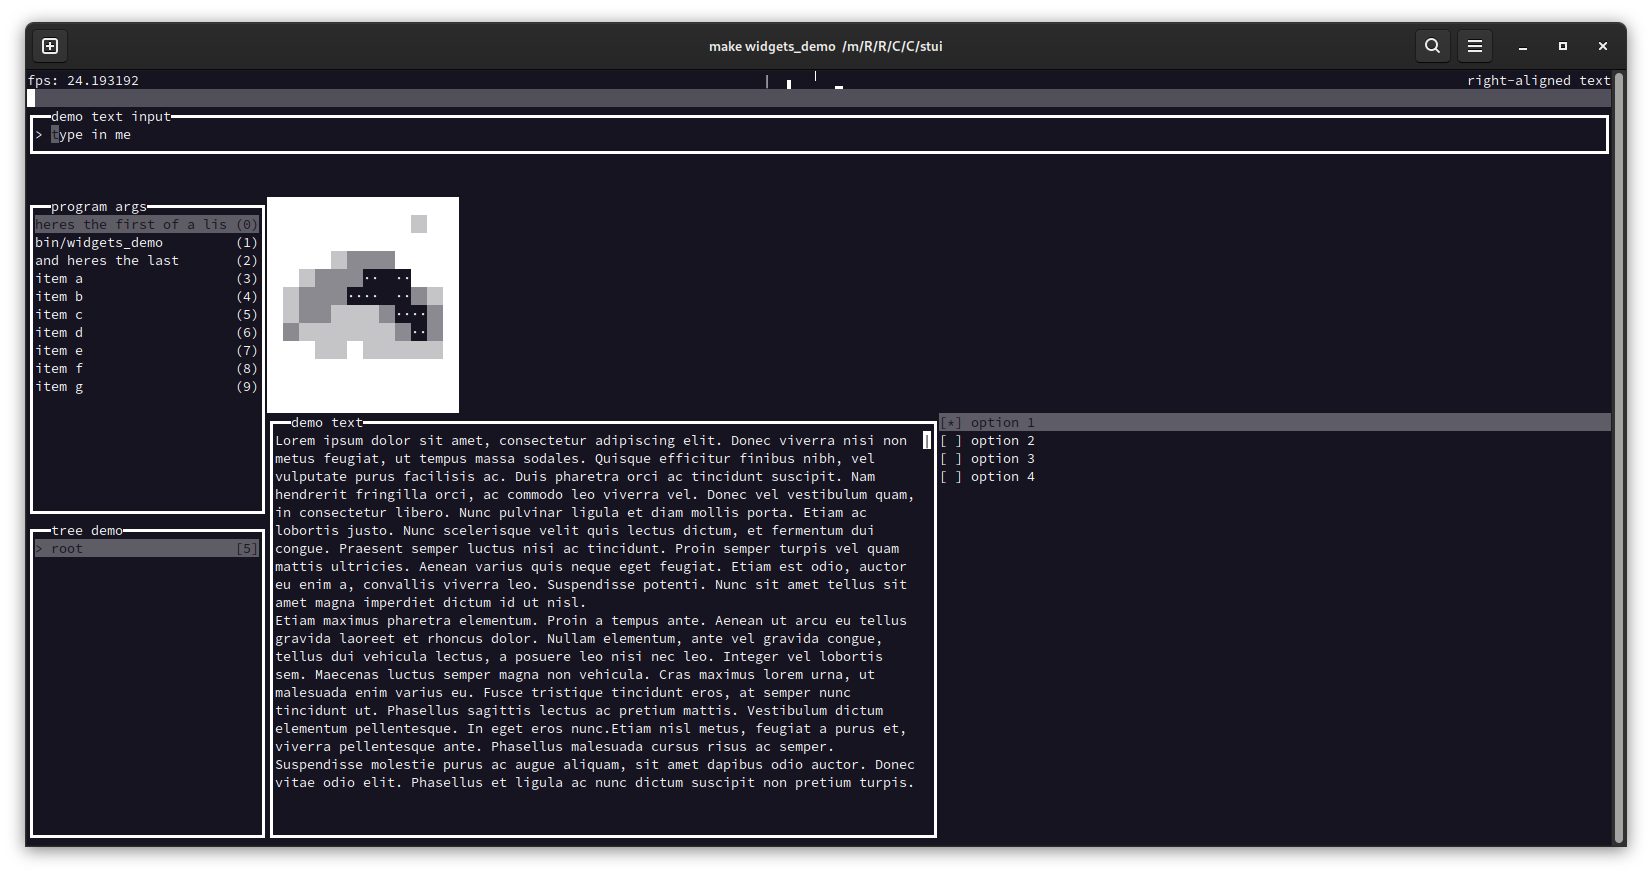 make widgets_demo /m/R/R/C/C/stui
fps: 24.193192
right-aligned text
demo text input
> type in me
program args
heres the first of a lis (0)
bin/widgets_demo (1)
and heres the last (2)
item a (3)
item b (4)
item c (5)
item d (6)
item e (7)
item f (8)
item g (9)
tree demo
> root [5]
demo text
Lorem ipsum dolor sit amet, consectetur adipiscing elit. Donec viverra nisi non
metus feugiat, ut tempus massa sodales. Quisque efficitur finibus nibh, vel
vulputate purus facilisis ac. Duis pharetra orci ac tincidunt suscipit. Nam
hendrerit fringilla orci, ac commodo leo viverra vel. Donec vel vestibulum quam,
in consectetur libero. Nunc pulvinar ligula et diam mollis porta. Etiam ac
lobortis justo. Nunc scelerisque velit quis lectus dictum, et fermentum dui
congue. Praesent semper luctus nisi ac tincidunt. Proin semper turpis vel quam
mattis ultricies. Aenean varius quis neque eget feugiat. Etiam est odio, auctor
eu enim a, convallis viverra leo. Suspendisse potenti. Nunc sit amet tellus sit
amet magna imperdiet dictum id ut nisl.
Etiam maximus pharetra elementum. Proin a tempus ante. Aenean ut arcu eu tellus
gravida laoreet et rhoncus dolor. Nullam elementum, ante vel gravida congue,
tellus dui vehicula lectus, a posuere leo nisi nec leo. Integer vel lobortis
sem. Maecenas luctus semper magna non vehicula. Cras maximus lorem urna, ut
malesuada enim varius eu. Fusce tristique tincidunt eros, at semper nunc
tincidunt ut. Phasellus sagittis lectus ac pretium mattis. Vestibulum dictum
elementum pellentesque. In eget eros nunc.Etiam nisl metus, feugiat a purus et,
viverra pellentesque ante. Phasellus malesuada cursus risus ac semper.
Suspendisse molestie purus ac augue aliquam, sit amet dapibus odio auctor. Donec
vitae odio elit. Phasellus et ligula ac nunc dictum suscipit non pretium turpis.
[*] option 1
[ ] option 2
[ ] option 3
[ ] option 4